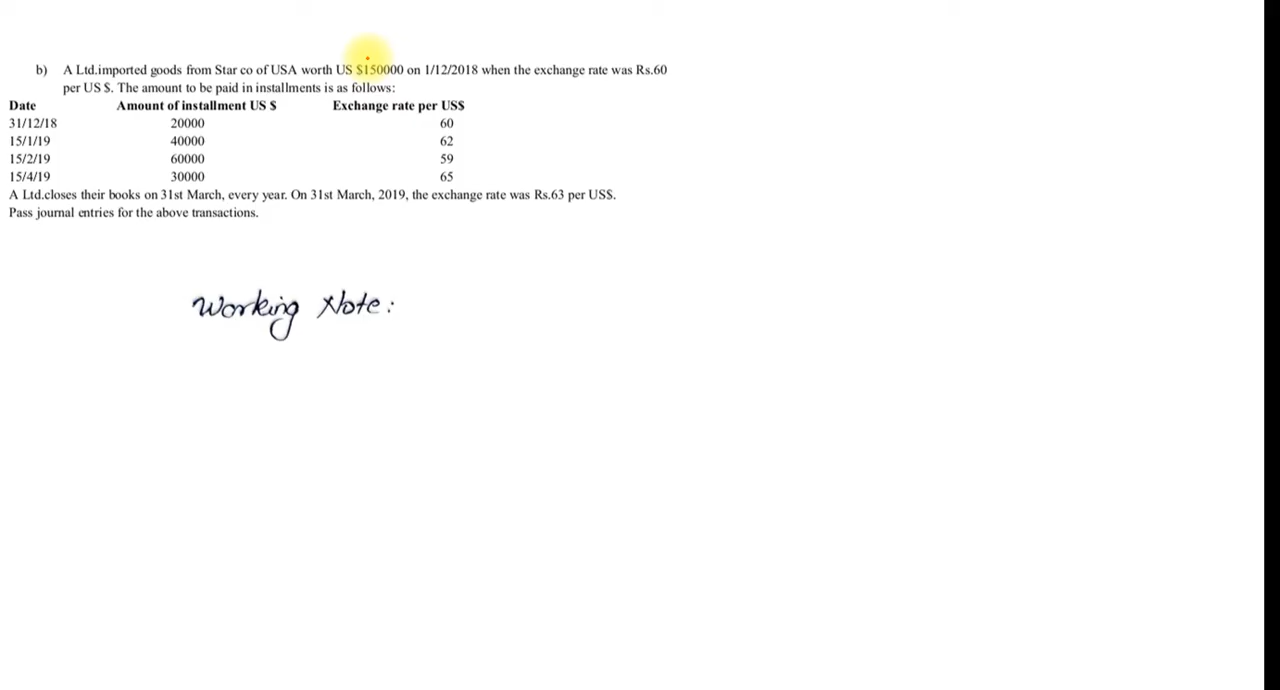 b) A Ltd.imported goods from Star co of USA worth US $150000 on 1/12/2018 when the exchange rate was Rs.60
per US $. The amount to be paid in installments is as follows:
Date Amount of installment US $ Exchange rate per US$
31/12/18 20000 60
15/1/19 40000 62
15/2/19 60000 59
15/4/19 30000 65
A Ltd.closes their books on 31st March, every year. On 31st March, 2019, the exchange rate was Rs.63 per US$.
Pass journal entries for the above transactions.
Working Note: